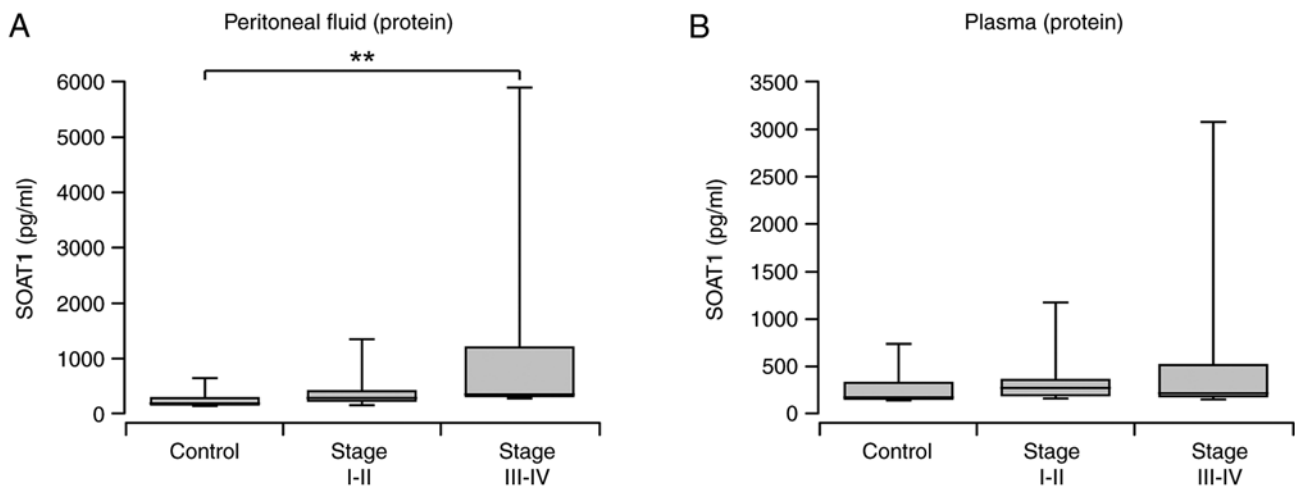 A
Peritoneal fluid (protein)
**
SOAT1 (pg/ml)
6000
5000
4000
3000
2000
1000
0
Control
Stage
I-II
Stage
III-IV
B
Plasma (protein)
SOAT1 (pg/ml)
3500
3000
2500
2000
1500
1000
500
0
Control
Stage
I-II
Stage
III-IV